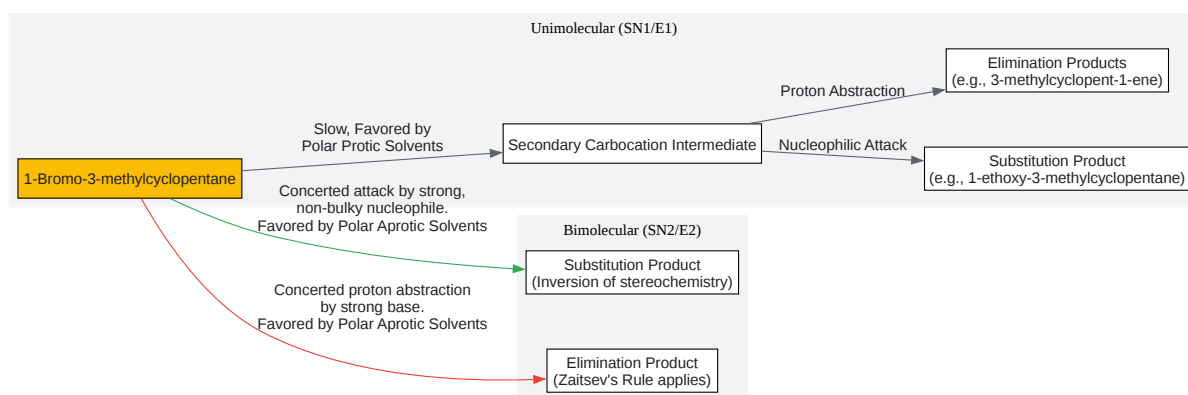 Unimolecular (SN1/E1)
Elimination Products
(e.g., 3-methylcyclopent-1-ene)
Proton Abstraction
Slow, Favored by
Polar Protic Solvents
Secondary Carbocation Intermediate
Nucleophilic Attack
Substitution Product
(e.g., 1-ethoxy-3-methylcyclopentane)
1-Bromo-3-methylcyclopentane
Concerted attack by strong,
non-bulky nucleophile.
Favored by Polar Aprotic Solvents
Bimolecular (SN2/E2)
Substitution Product
(Inversion of stereochemistry)
Concerted proton abstraction
by strong base.
Favored by Polar Aprotic Solvents
Elimination Product
(Zaitsev's Rule applies)